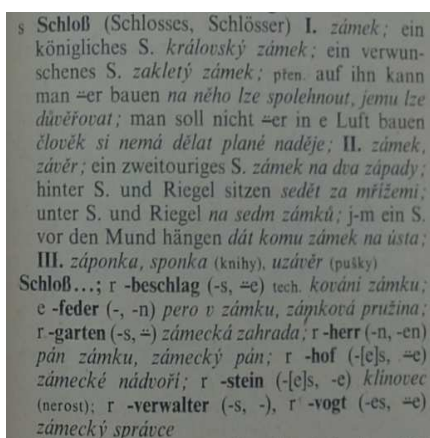 s Schloß (Schlosses, Schlösser) I. zámek; ein
königliches S. královský zámek; ein verwun-
schenes S. zakletý zámek; přen. auf ihn kann
man ⸚er bauen na něho lze spolehnout, jemu lze
důvěřovat; man soll nicht ⸚er in e Luft bauen
člověk si nemá dělat plané naděje; II. zámek,
závěr; ein zweitouriges S. zámek na dva západy;
hinter S. und Riegel sitzen sedět za mřížemi;
unter S. und Riegel na sedm zámků; j-m ein S.
vor den Mund hängen dát komu zámek na ústa;
III. záponka, sponka (knihy), uzávěr (pušky)
Schloß...; r -beschlag (-s, ⸚e) tech. kování zámku;
e -feder (-, -n) pero v zámku, zámková pružina;
r -garten (-s, ⸚) zámecká zahrada; r -herr (-n, -en)
pán zámku, zámecký pán; r -hof (-[e]s, ⸚e)
zámecké nádvoří; r -stein (-[e]s, -e) klínovec
(nerost); r -verwalter (-s, -), r -vogt (-es, ⸚e)
zámecký správce